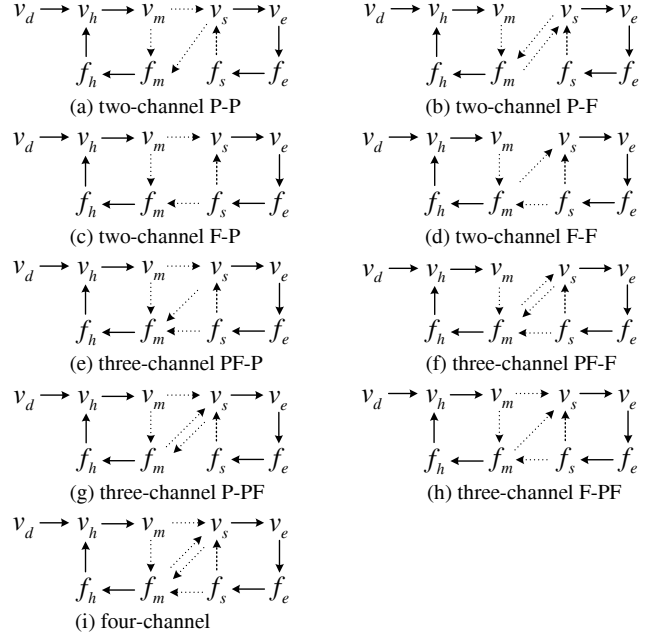 v_d v_h v_m v_s v_e
f_h f_m f_s f_e
(a) two-channel P-P
v_d v_h v_m v_s v_e
f_h f_m f_s f_e
(b) two-channel P-F
v_d v_h v_m v_s v_e
f_h f_m f_s f_e
(c) two-channel F-P
v_d v_h v_m v_s v_e
f_h f_m f_s f_e
(d) two-channel F-F
v_d v_h v_m v_s v_e
f_h f_m f_s f_e
(e) three-channel PF-P
v_d v_h v_m v_s v_e
f_h f_m f_s f_e
(f) three-channel PF-F
v_d v_h v_m v_s v_e
f_h f_m f_s f_e
(g) three-channel P-PF
v_d v_h v_m v_s v_e
f_h f_m f_s f_e
(h) three-channel F-PF
v_d v_h v_m v_s v_e
f_h f_m f_s f_e
(i) four-channel